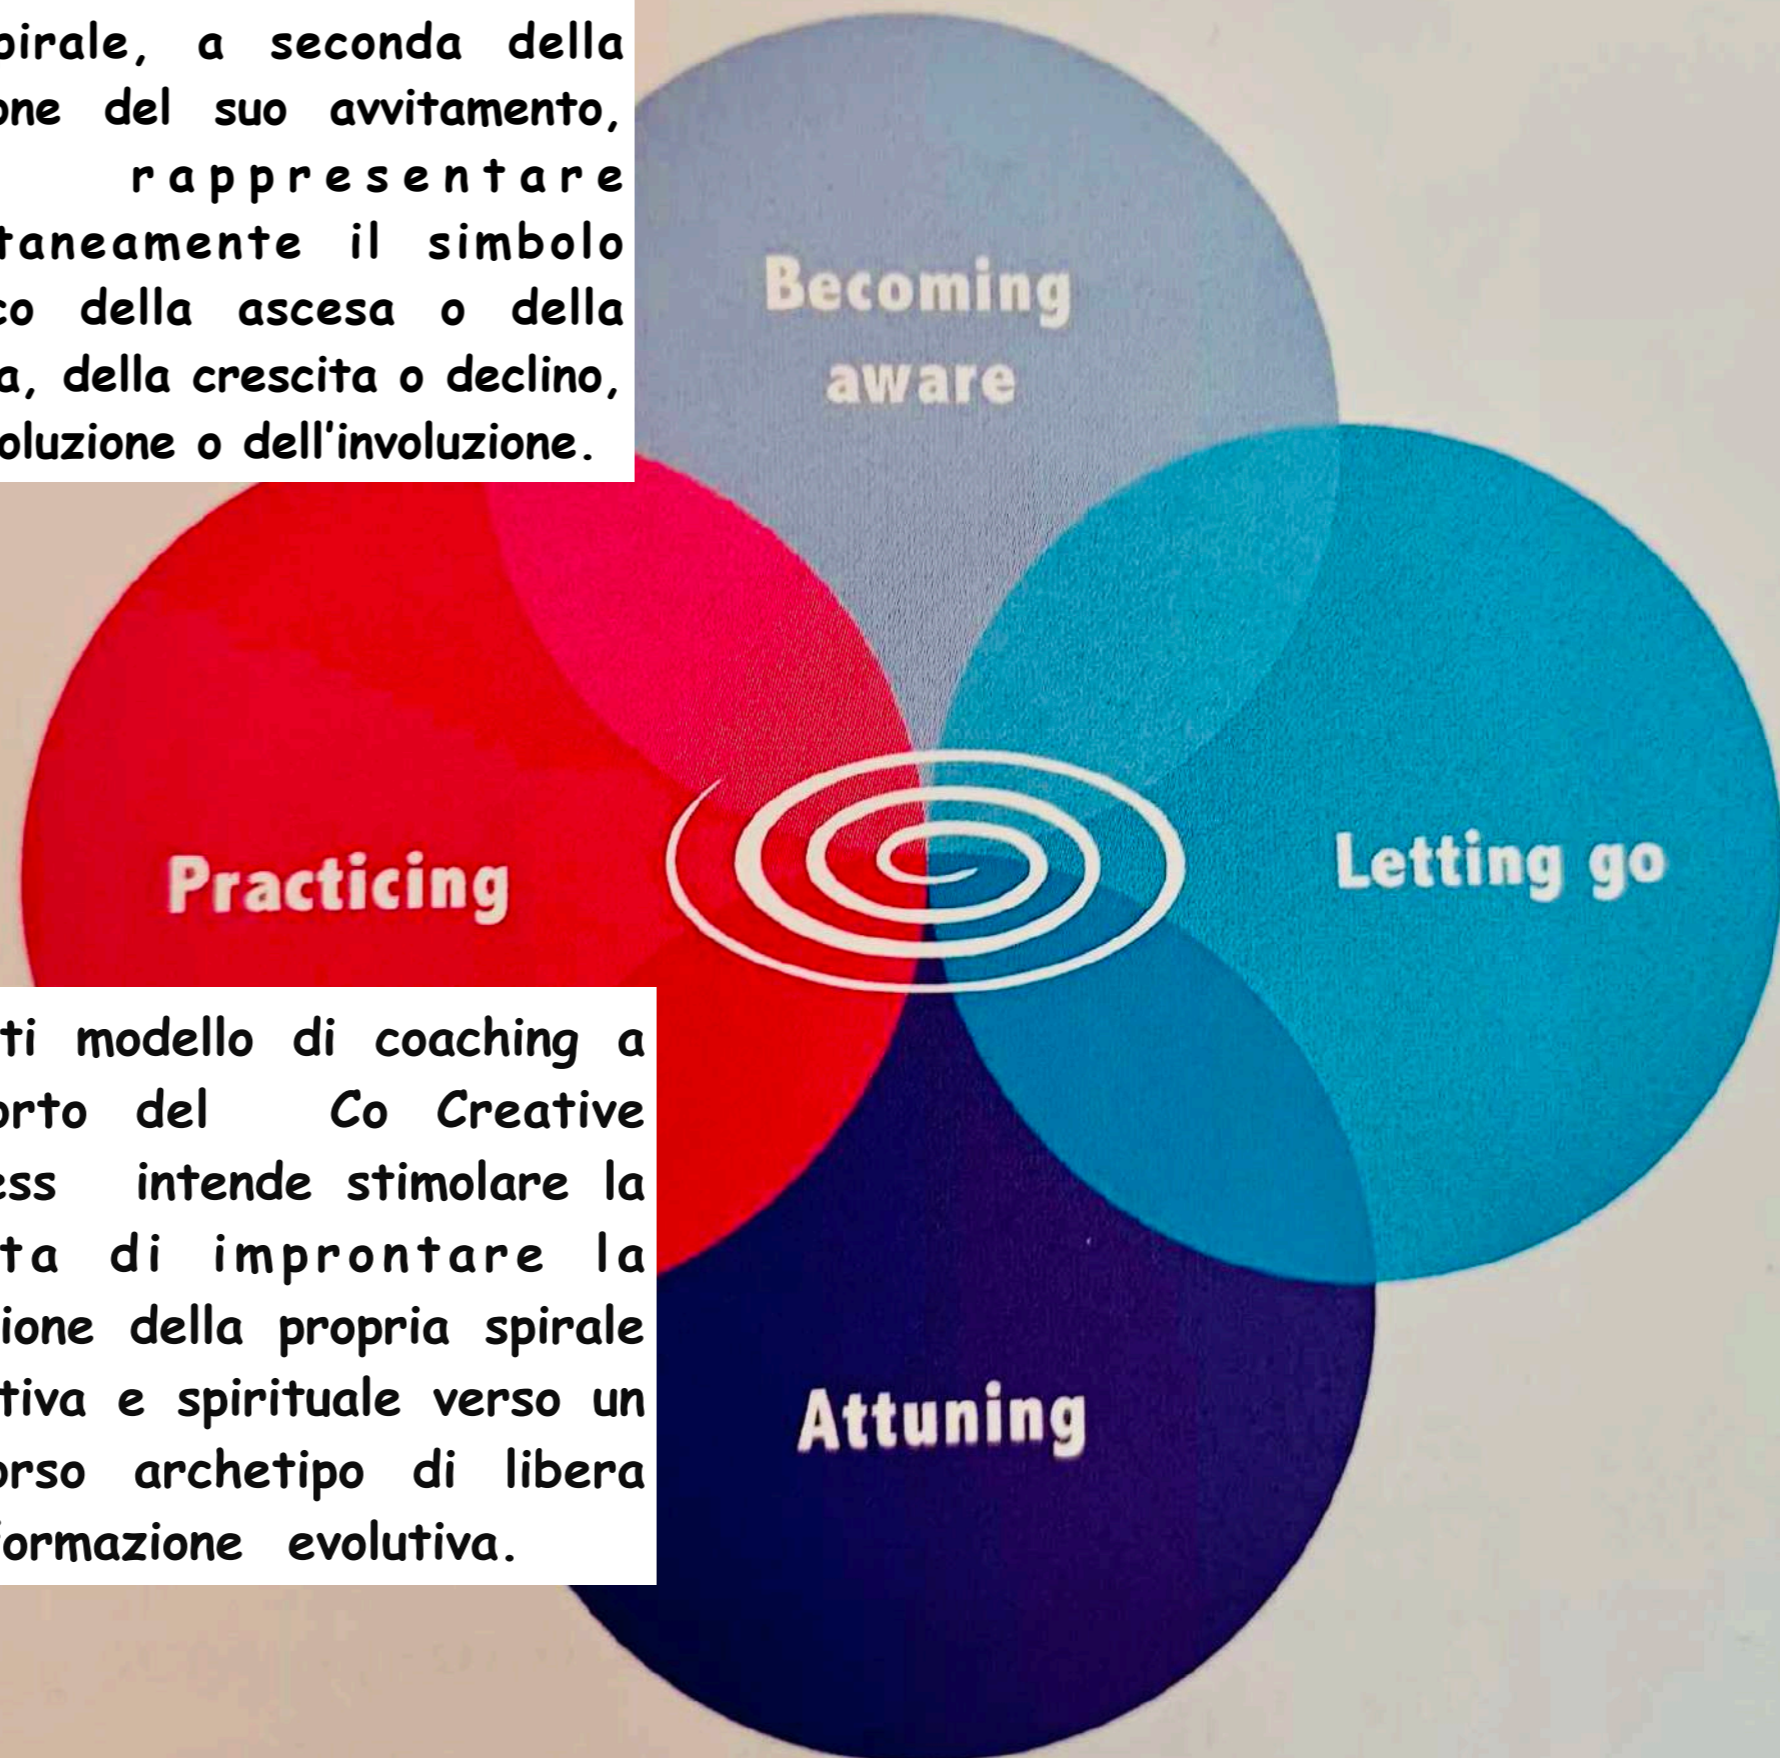 pirale, a seconda della
one del suo avvitamento,
rappresentare
taneamente il simbolo
co della ascesa o della
a, della crescita o declino,
oluzione o dell'involuzione.
Becoming
aware
Practicing
Letting go
ti modello di coaching a
orto del Co Creative
ess intende stimolare la
ta di improntare la
ione della propria spirale
tiva e spirituale verso un
orso archetipo di libera
formazione evolutiva.
Attuning